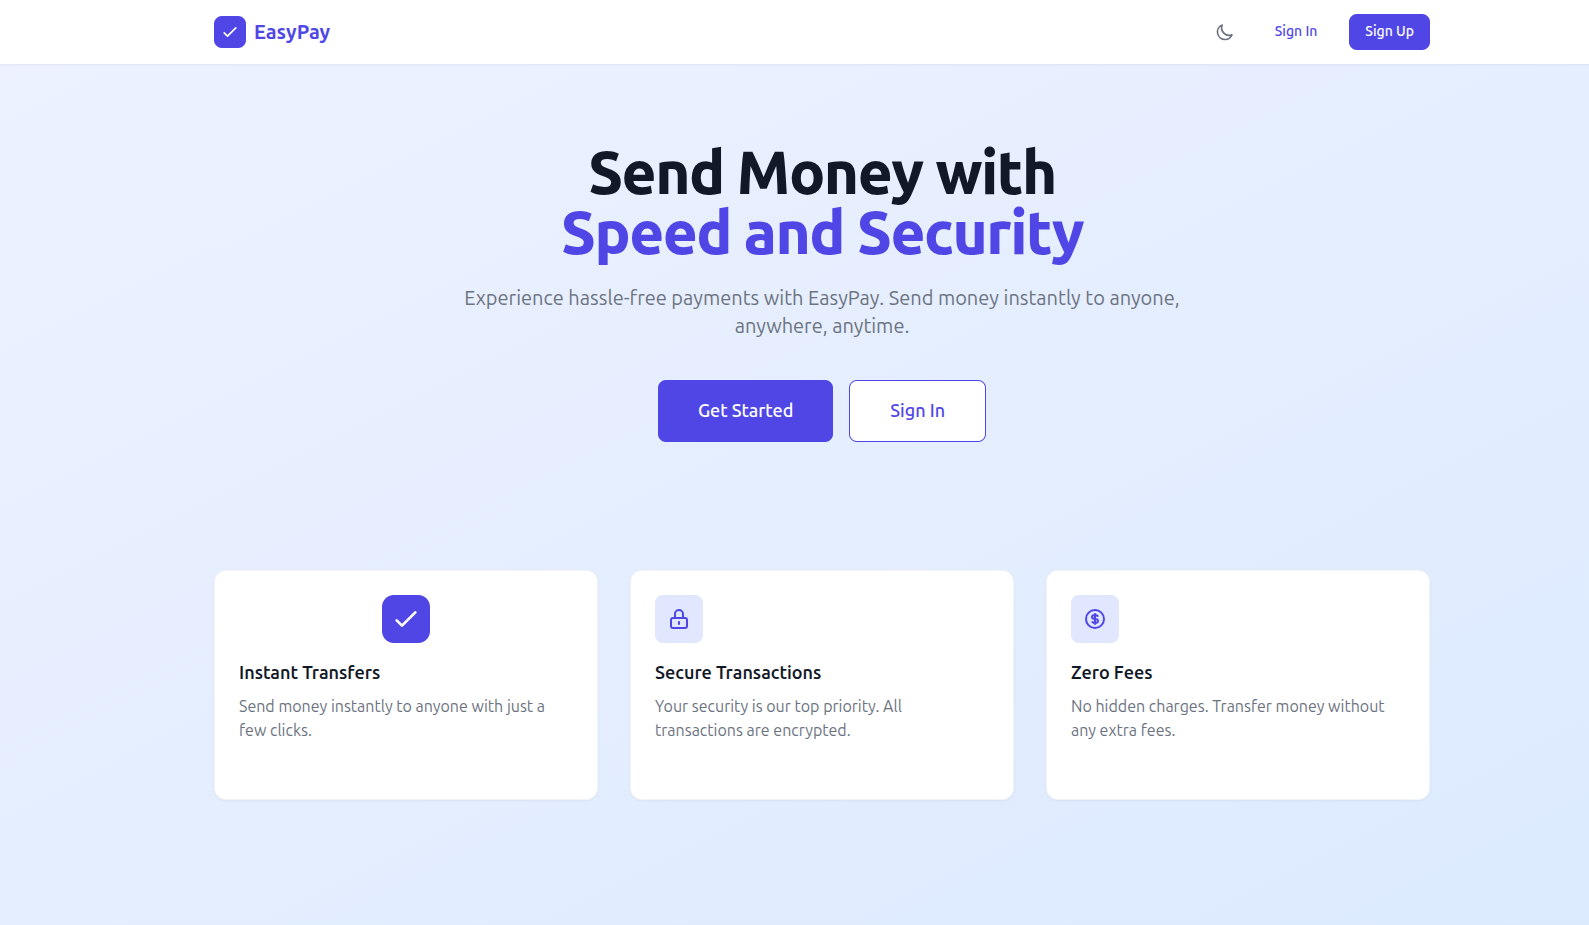 EasyPay
Sign In
Sign Up
Send Money with
Speed and Security
Experience hassle-free payments with EasyPay. Send money instantly to anyone,
anywhere, anytime.
Get Started
Sign In
Instant Transfers
Send money instantly to anyone with just a
few clicks.
Secure Transactions
Your security is our top priority. All
transactions are encrypted.
Zero Fees
No hidden charges. Transfer money without
any extra fees.